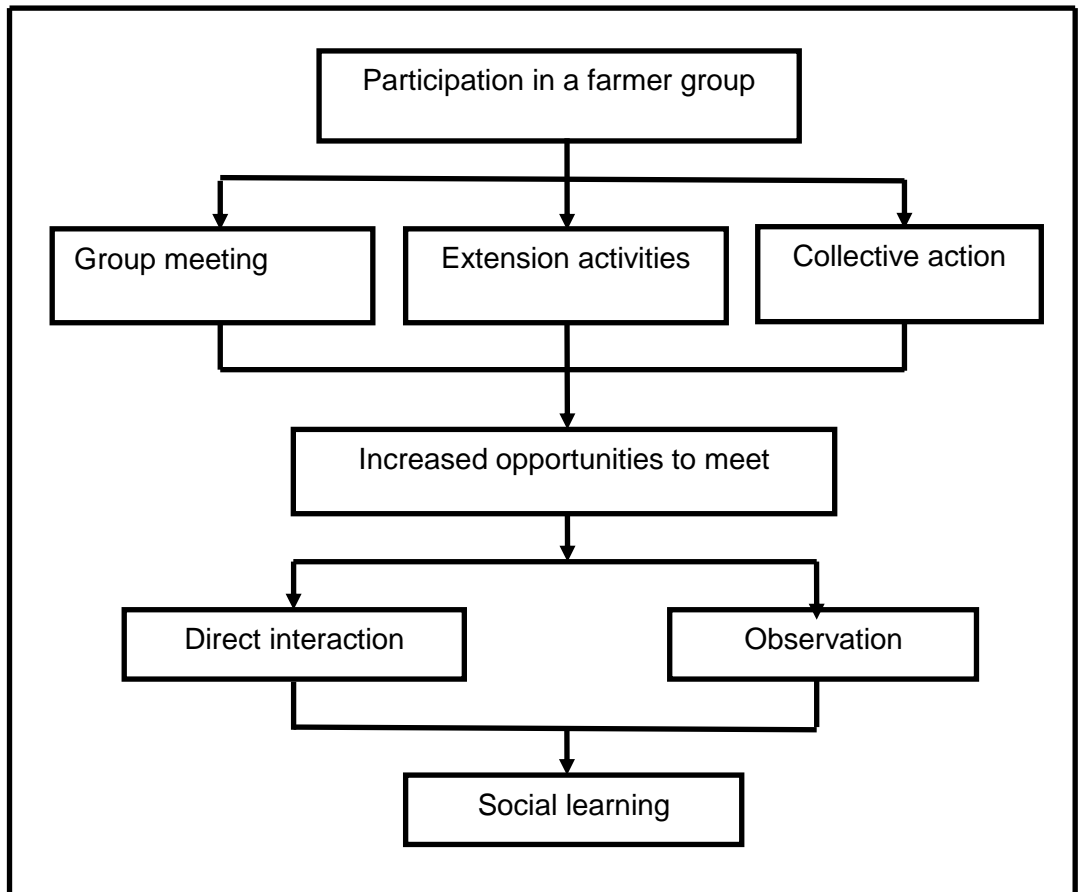 Participation in a farmer group
Group meeting
Extension activities
Collective action
Increased opportunities to meet
Direct interaction
Observation
Social learning